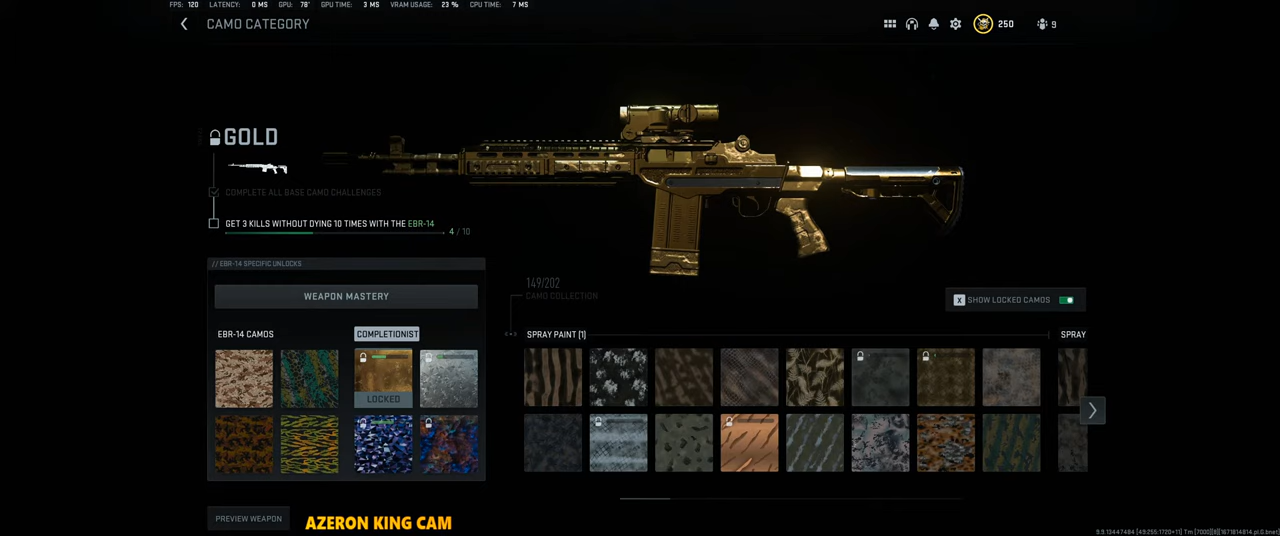 FPS: 120 LATENCY: 0 MS GPU: 78° GPU TIME: 3 MS VRAM USAGE: 23 % CPU TIME: 7 MS
CAMO CATEGORY
250
9
GOLD
COMPLETE ALL BASE CAMO CHALLENGES
GET 3 KILLS WITHOUT DYING 10 TIMES WITH THE EBR-14
4 / 10
// EBR-14 SPECIFIC UNLOCKS
WEAPON MASTERY
149/202
CAMO COLLECTION
X SHOW LOCKED CAMOS
EBR-14 CAMOS
COMPLETIONIST
SPRAY PAINT [1]
SPRAY
LOCKED
PREVIEW WEAPON
AZERON KING CAM